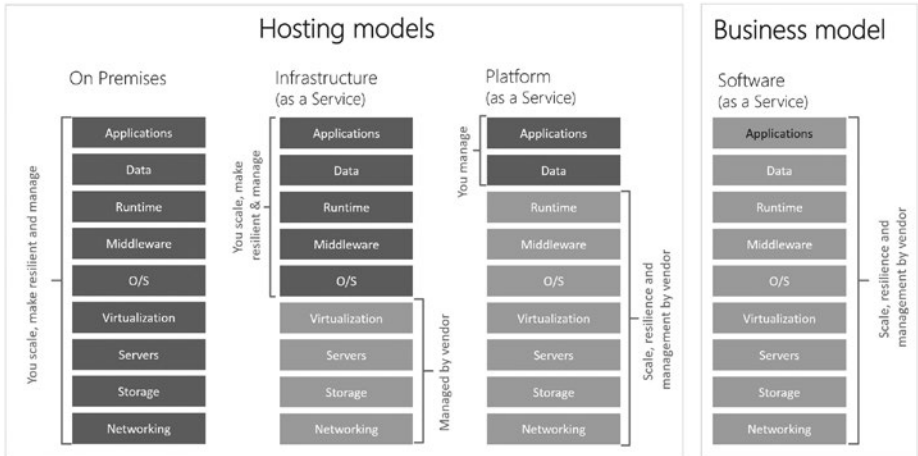 Hosting models
On Premises
You scale, make resilient and manage
Applications
Data
Runtime
Middleware
O/S
Virtualization
Servers
Storage
Networking
Infrastructure
(as a Service)
You scale, make
resilient & manage
Applications
Data
Runtime
Middleware
O/S
Virtualization
Servers
Storage
Networking
Managed by vendor
Platform
(as a Service)
You manage
Applications
Data
Runtime
Middleware
O/S
Virtualization
Servers
Storage
Networking
Scale, resilience and
management by vendor
Business model
Software
(as a Service)
Applications
Data
Runtime
Middleware
O/S
Virtualization
Servers
Storage
Networking
Scale, resilience and
management by vendor